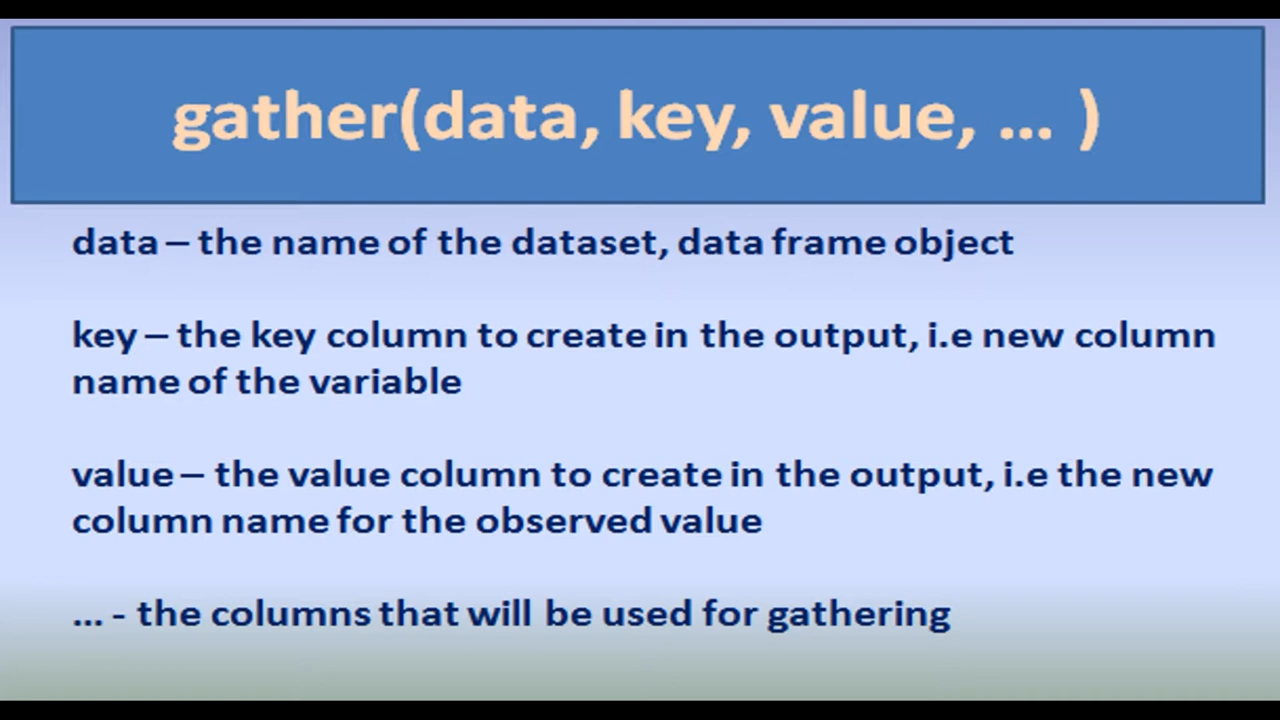 gather(data, key, value, ... )
data – the name of the dataset, data frame object
key – the key column to create in the output, i.e new column
name of the variable
value – the value column to create in the output, i.e the new
column name for the observed value
... - the columns that will be used for gathering